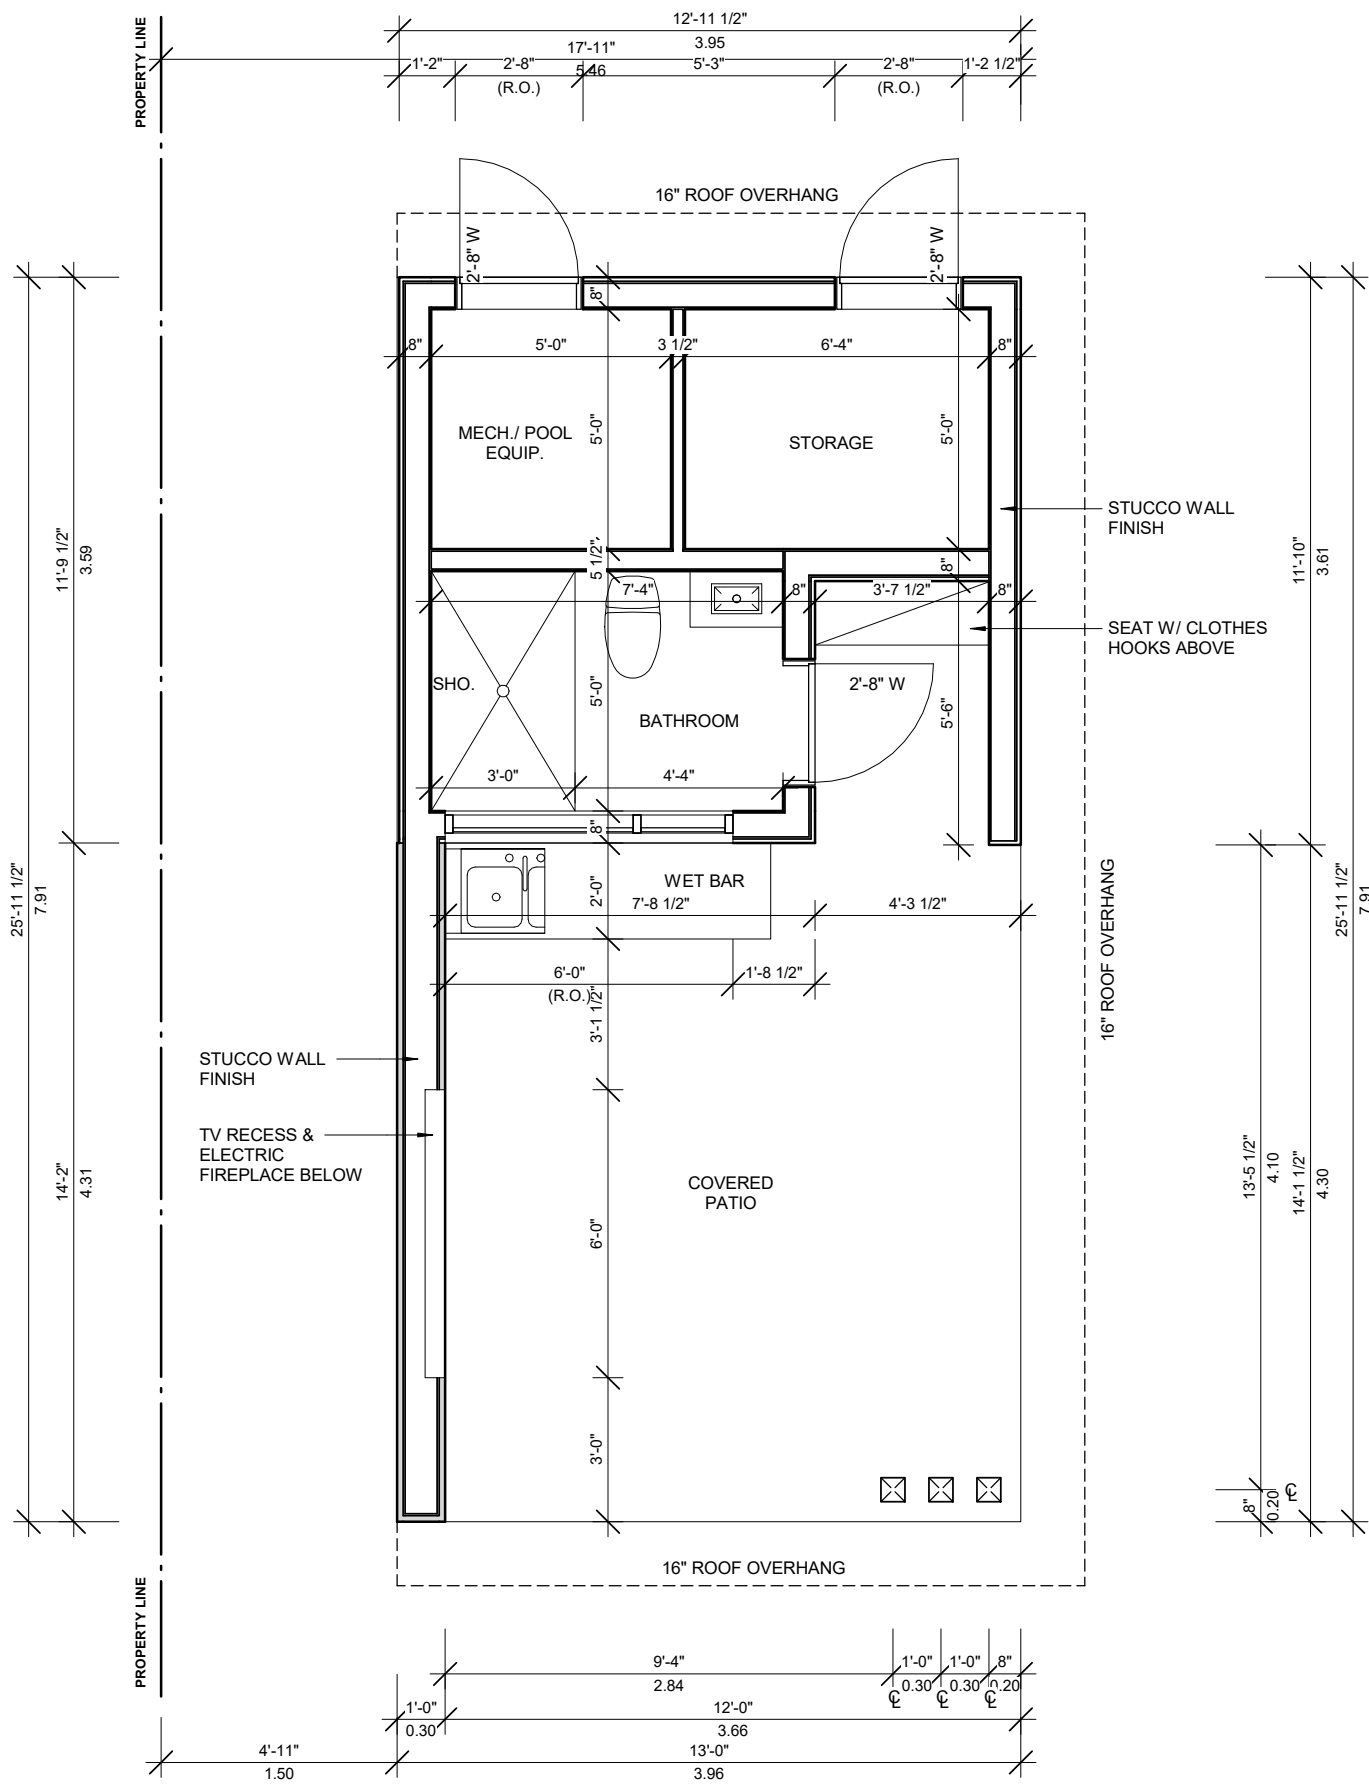 PROPERTY LINE
12'-11 1/2"
3.95
17'-11"
5.46
1'-2"
2'-8"
(R.O.)
5'-3"
2'-8"
(R.O.)
1'-2 1/2"
16" ROOF OVERHANG
2'-8" W
2'-8" W
8"
8"
5'-0"
3 1/2"
6'-4"
8"
MECH./ POOL
EQUIP.
5'-0"
STORAGE
5'-0"
STUCCO WALL
FINISH
11'-9 1/2"
3.59
11'-10"
3.61
5 1/2"
8"
7'-4"
8"
3'-7 1/2"
8"
SEAT W/ CLOTHES
HOOKS ABOVE
SHO.
5'-0"
BATHROOM
2'-8" W
5'-6"
3'-0"
4'-4"
8"
25'-11 1/2"
7.91
25'-11 1/2"
7.91
WET BAR
2'-0"
7'-8 1/2"
4'-3 1/2"
16" ROOF OVERHANG
6'-0"
(R.O.)
1'-8 1/2"
3'-1 1/2"
STUCCO WALL
FINISH
TV RECESS &
ELECTRIC
FIREPLACE BELOW
14'-2"
4.31
COVERED
PATIO
6'-0"
13'-5 1/2"
4.10
14'-1 1/2"
4.30
3'-0"
8"
0.20
℄
16" ROOF OVERHANG
PROPERTY LINE
9'-4"
2.84
1'-0"
0.30
1'-0"
0.30
8"
0.20
℄
℄
℄
1'-0"
0.30
12'-0"
3.66
4'-11"
1.50
13'-0"
3.96